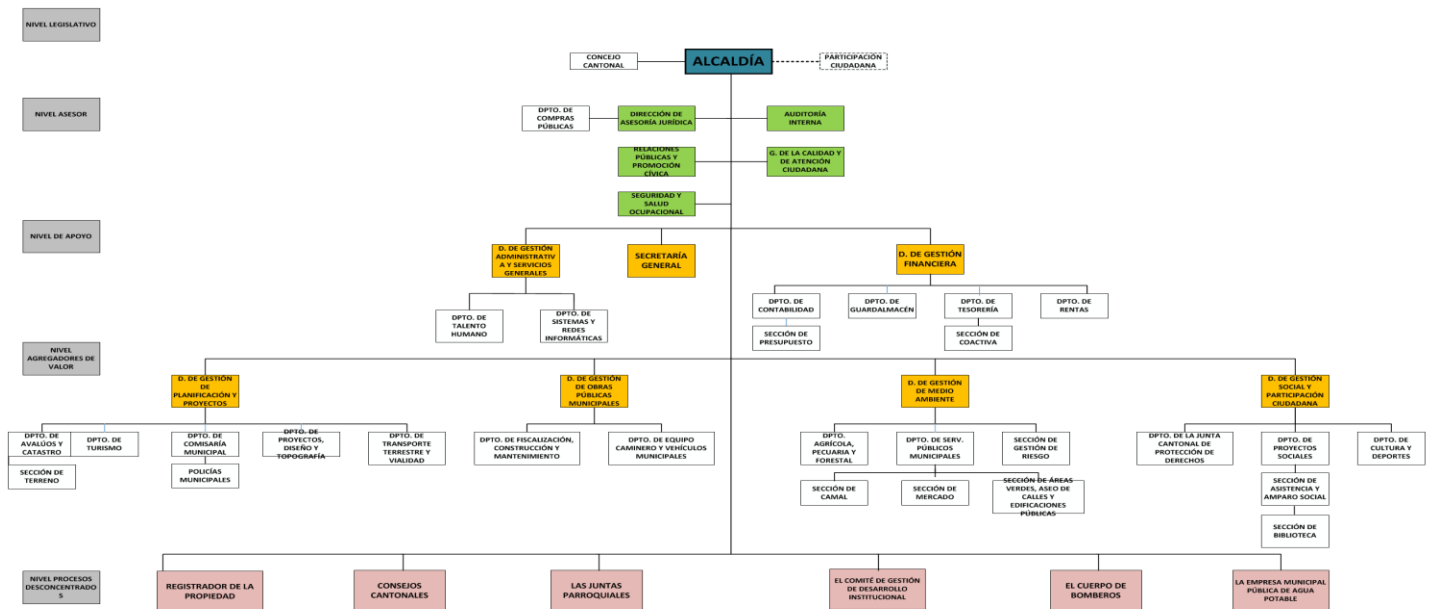 NIVEL LEGISLATIVO
CONCEJO
CANTONAL
ALCALDÍA
PARTICIPACIÓN
CIUDADANA
NIVEL ASESOR
DPTO. DE
COMPRAS
PÚBLICAS
DIRECCIÓN DE
ASESORÍA JURÍDICA
AUDITORÍA
INTERNA
RELACIONES
PÚBLICAS Y
PROMOCIÓN
CÍVICA
G. DE LA CALIDAD Y
DE ATENCIÓN
CIUDADANA
SEGURIDAD Y
SALUD
OCUPACIONAL
NIVEL DE APOYO
D. DE GESTIÓN
ADMINISTRATIV
A Y SERVICIOS
GENERALES
SECRETARÍA
GENERAL
D. DE GESTIÓN
FINANCIERA
DPTO. DE
TALENTO
HUMANO
DPTO. DE
SISTEMAS Y
REDES
INFORMÁTICAS
DPTO. DE
CONTABILIDAD
DPTO. DE
GUARDALMACÉN
DPTO. DE
TESORERÍA
DPTO. DE
RENTAS
SECCIÓN DE
PRESUPUESTO
SECCIÓN DE
COACTIVA
NIVEL
AGREGADORES DE
VALOR
D. DE GESTIÓN
DE
PLANIFICACIÓN Y
PROYECTOS
D. DE GESTIÓN
DE OBRAS
PÚBLICAS
MUNICIPALES
D. DE GESTIÓN
DE MEDIO
AMBIENTE
D. DE GESTIÓN
SOCIAL Y
PARTICIPACIÓN
CIUDADANA
DPTO. DE
AVALÚOS Y
CATASTRO
DPTO. DE
TURISMO
DPTO. DE
COMISARÍA
MUNICIPAL
DPTO. DE
PROYECTOS,
DISEÑO Y
TOPOGRAFÍA
DPTO. DE
TRANSPORTE
TERRESTRE Y
VIALIDAD
DPTO. DE FISCALIZACIÓN,
CONSTRUCCIÓN Y
MANTENIMIENTO
DPTO. DE EQUIPO
CAMINERO Y VEHÍCULOS
MUNICIPALES
DPTO.
AGRÍCOLA,
PECUARIA Y
FORESTAL
DPTO. DE SERV.
PÚBLICOS
MUNICIPALES
SECCIÓN DE
GESTIÓN DE
RIESGO
DPTO. DE LA JUNTA
CANTONAL DE
PROTECCIÓN DE
DERECHOS
DPTO. DE
PROYECTOS
SOCIALES
DPTO. DE
CULTURA Y
DEPORTES
SECCIÓN DE
TERRENO
POLICÍAS
MUNICIPALES
SECCIÓN DE
CAMAL
SECCIÓN DE
MERCADO
SECCIÓN DE ÁREAS
VERDES, ASEO DE
CALLES Y
EDIFICACIONES
PÚBLICAS
SECCIÓN DE
ASISTENCIA Y
AMPARO SOCIAL
SECCIÓN DE
BIBLIOTECA
NIVEL PROCESOS
DESCONCENTRADO
S
REGISTRADOR DE LA
PROPIEDAD
CONSEJOS
CANTONALES
LAS JUNTAS
PARROQUIALES
EL COMITÉ DE GESTIÓN
DE DESARROLLO
INSTITUCIONAL
EL CUERPO DE
BOMBEROS
LA EMPRESA MUNICIPAL
PÚBLICA DE AGUA
POTABLE